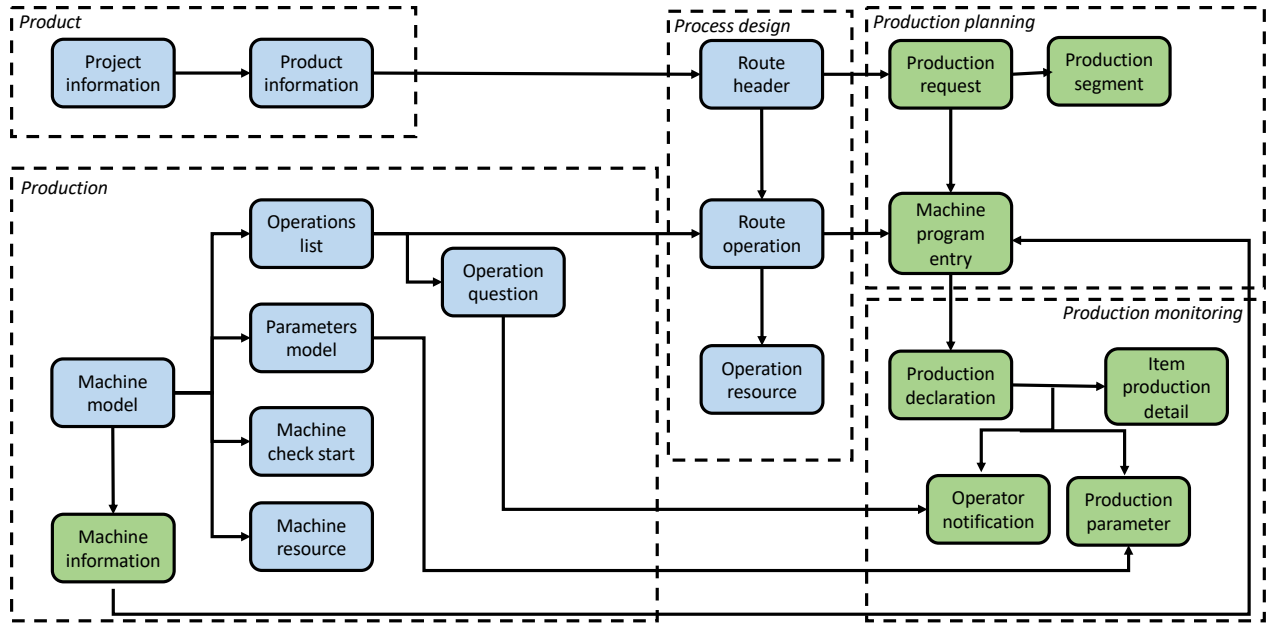 Product
Project
information
Product
information
Process design
Route
header
Route
operation
Operation
resource
Production planning
Production
request
Production
segment
Machine
program
entry
Production
Operations
list
Operation
question
Parameters
model
Machine
model
Machine
check start
Machine
resource
Machine
information
Production monitoring
Production
declaration
Item
production
detail
Operator
notification
Production
parameter